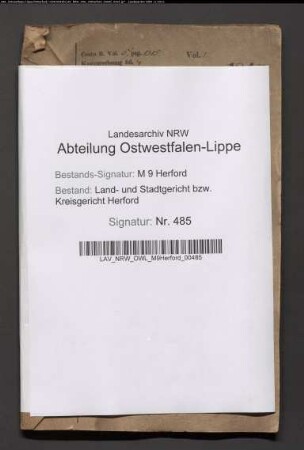 Vol.
Landesarchiv NRW
Abteilung Ostwestfalen-Lippe
Bestands-Signatur: M 9 Herford
Bestand: Land- und Stadtgericht bzw.
Kreisgericht Herford
Signatur: Nr. 485
LAV_NRW_OWL_M9Herford_00485